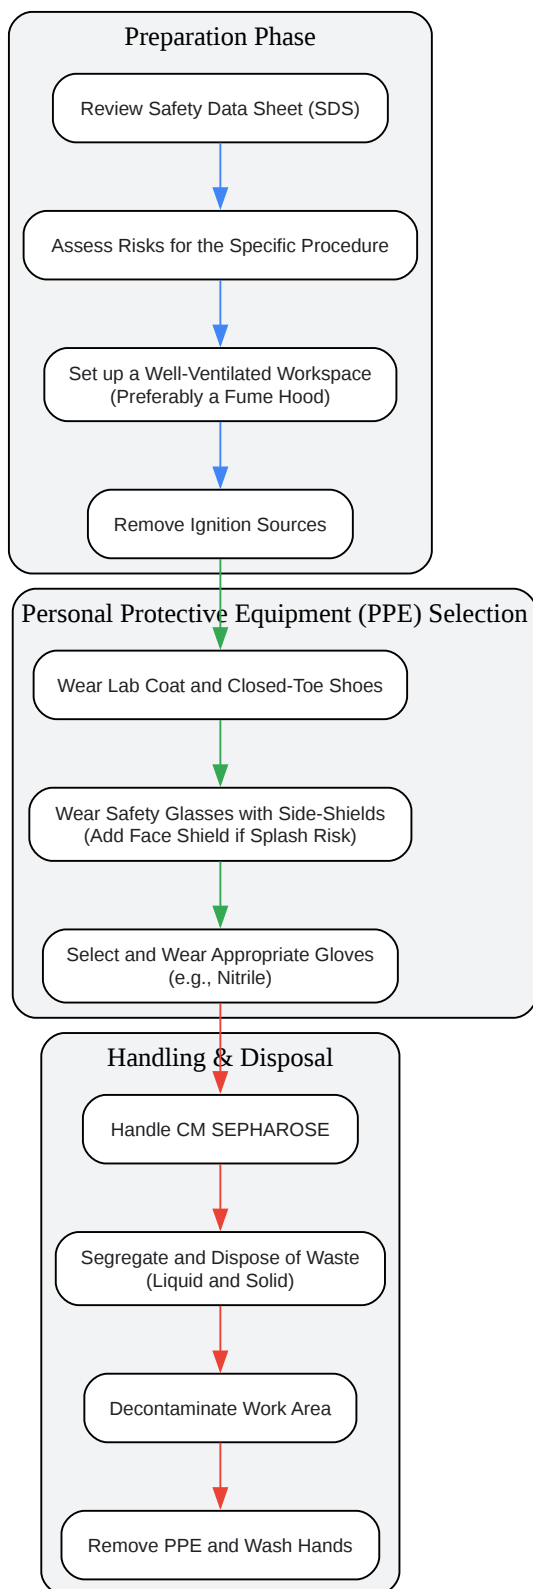 Preparation Phase
Review Safety Data Sheet (SDS)
Assess Risks for the Specific Procedure
Set up a Well-Ventilated Workspace
(Preferably a Fume Hood)
Remove Ignition Sources
Personal Protective Equipment (PPE) Selection
Wear Lab Coat and Closed-Toe Shoes
Wear Safety Glasses with Side-Shields
(Add Face Shield if Splash Risk)
Select and Wear Appropriate Gloves
(e.g., Nitrile)
Handling & Disposal
Handle CM SEPHAROSE
Segregate and Dispose of Waste
(Liquid and Solid)
Decontaminate Work Area
Remove PPE and Wash Hands